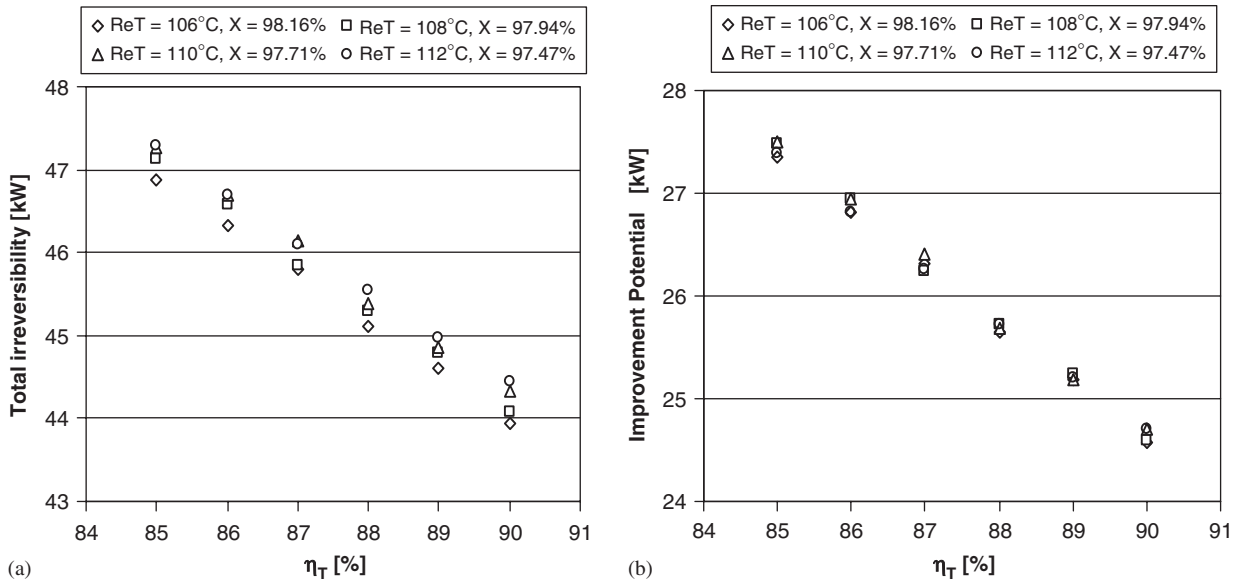 ReT = 106°C, X = 98.16% ReT = 108°C, X = 97.94%
ReT = 110°C, X = 97.71% ReT = 112°C, X = 97.47%
48
47
46
45
44
43
Total irreversibility [kW]
84 85 86 87 88 89 90 91
ηT [%]
(a)
ReT = 106°C, X = 98.16% ReT = 108°C, X = 97.94%
ReT = 110°C, X = 97.71% ReT = 112°C, X = 97.47%
28
27
26
25
24
Improvement Potential [kW]
84 85 86 87 88 89 90 91
ηT [%]
(b)